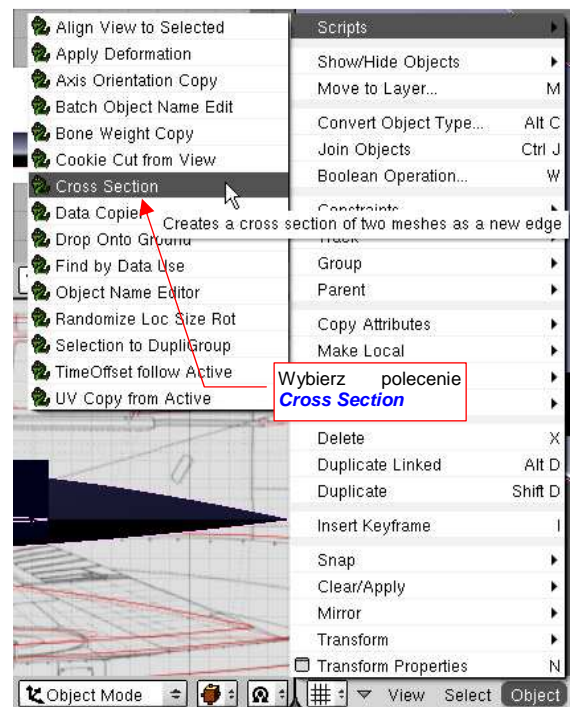 Align View to Selected
Apply Deformation
Axis Orientation Copy
Batch Object Name Edit
Bone Weight Copy
Cookie Cut from View
Cross Section
Data Copier
Drop Onto Ground
Find by Data Use
Object Name Editor
Randomize Loc Size Rot
Selection to DupliGroup
TimeOffset follow Active
UV Copy from Active
Scripts
Show/Hide Objects
Move to Layer... M
Convert Object Type... Alt C
Join Objects Ctrl J
Boolean Operation... W
Constraints
Creates a cross section of two meshes as a new edge
Track
Group
Parent
Copy Attributes
Make Local
Wybierz polecenie
Cross Section
Delete X
Duplicate Linked Alt D
Duplicate Shift D
Insert Keyframe I
Snap
Clear/Apply
Mirror
Transform
Transform Properties N
Object Mode View Select Object